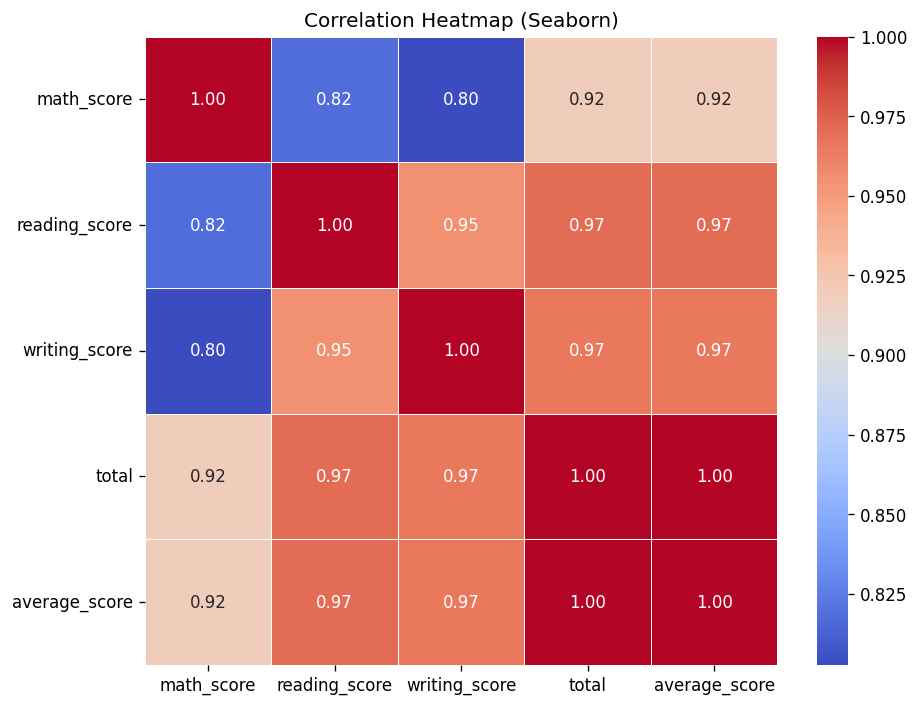 Correlation Heatmap (Seaborn)
math_score 1.00 0.82 0.80 0.92 0.92
reading_score 0.82 1.00 0.95 0.97 0.97
writing_score 0.80 0.95 1.00 0.97 0.97
total 0.92 0.97 0.97 1.00 1.00
average_score 0.92 0.97 0.97 1.00 1.00
math_score reading_score writing_score total average_score
1.000
0.975
0.950
0.925
0.900
0.875
0.850
0.825